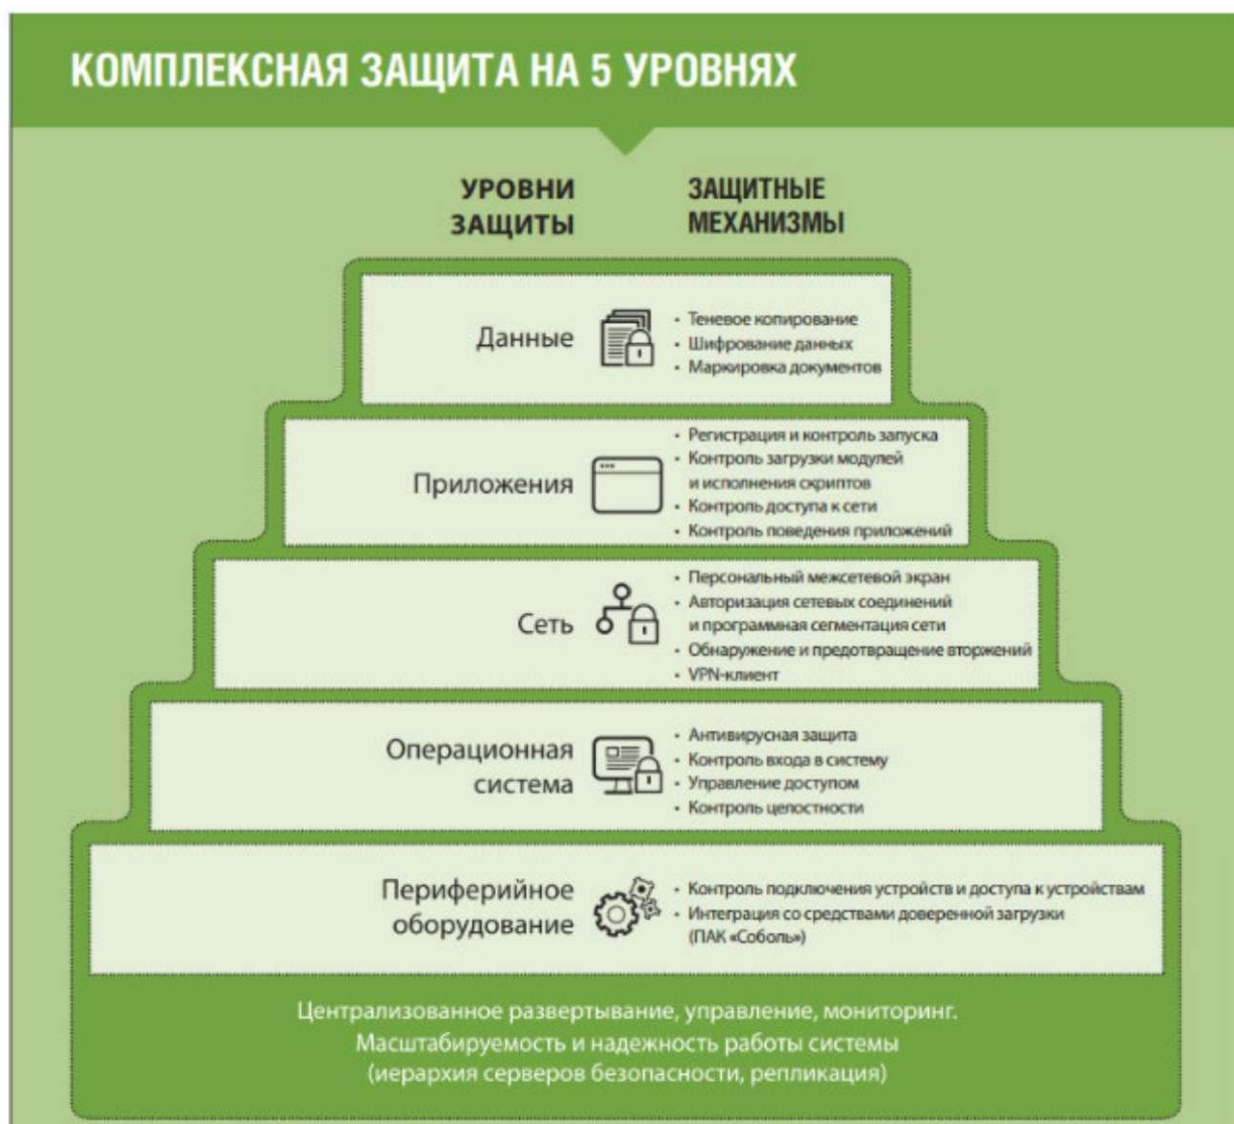 КОМПЛЕКСНАЯ ЗАЩИТА НА 5 УРОВНЯХ
УРОВНИ
ЗАЩИТЫ
ЗАЩИТНЫЕ
МЕХАНИЗМЫ
Данные
• Теневое копирование
• Шифрование данных
• Маркировка документов
Приложения
• Регистрация и контроль запуска
• Контроль загрузки модулей
и исполнения скриптов
• Контроль доступа к сети
• Контроль поведения приложений
Сеть
• Персональный межсетевой экран
• Авторизация сетевых соединений
и программная сегментация сети
• Обнаружение и предотвращение вторжений
• VPN-клиент
Операционная
система
• Антивирусная защита
• Контроль входа в систему
• Управление доступом
• Контроль целостности
Периферийное
оборудование
• Контроль подключения устройств и доступа к устройствам
• Интеграция со средствами доверенной загрузки
(ПАК «Соболь»)
Централизованное развертывание, управление, мониторинг.
Масштабируемость и надежность работы системы
(иерархия серверов безопасности, репликация)